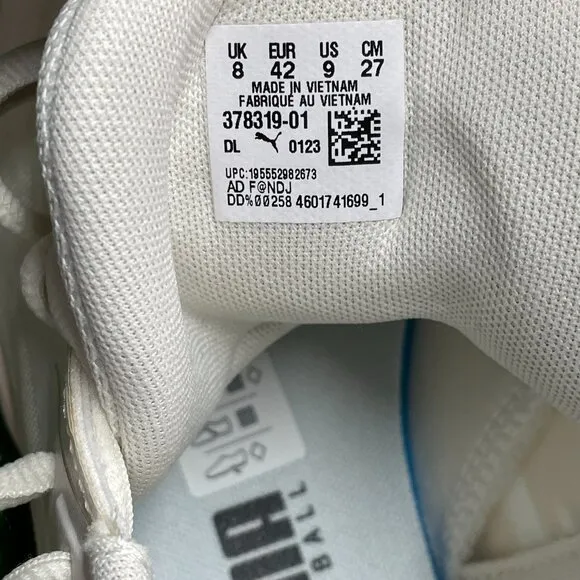 UK EUR US CM
8 42 9 27
MADE IN VIETNAM
FABRIQUÉ AU VIETNAM
378319-01
DL 0123
UPC:195552982673
AD F@NDJ
DD%00258 4601741699_1
BALL